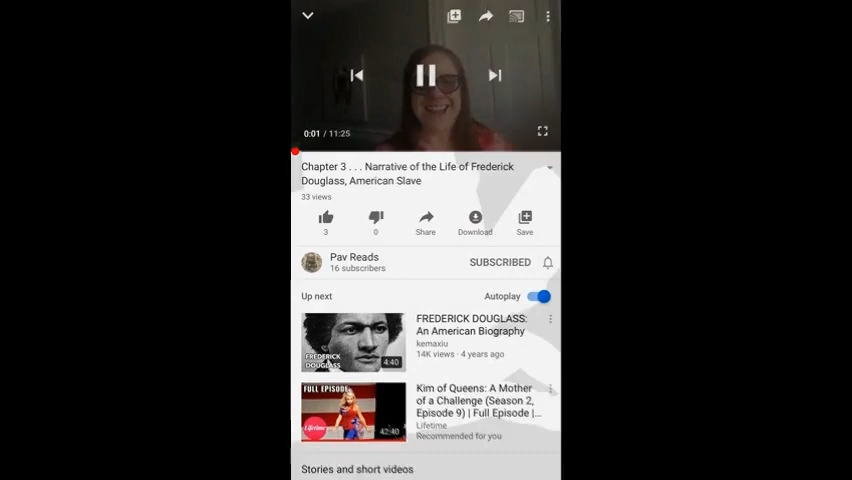 0:01 / 11:25
Chapter 3 . . . Narrative of the Life of Frederick
Douglass, American Slave
33 views
3
0
Share
Download
Save
Pav Reads
16 subscribers
SUBSCRIBED
Up next
Autoplay
FREDERICK
DOUGLASS
4:40
FREDERICK DOUGLASS:
An American Biography
kemaxiu
14K views · 4 years ago
FULL EPISODE
Lifetime
42:40
Kim of Queens: A Mother
of a Challenge (Season 2,
Episode 9) | Full Episode |...
Lifetime
Recommended for you
Stories and short videos